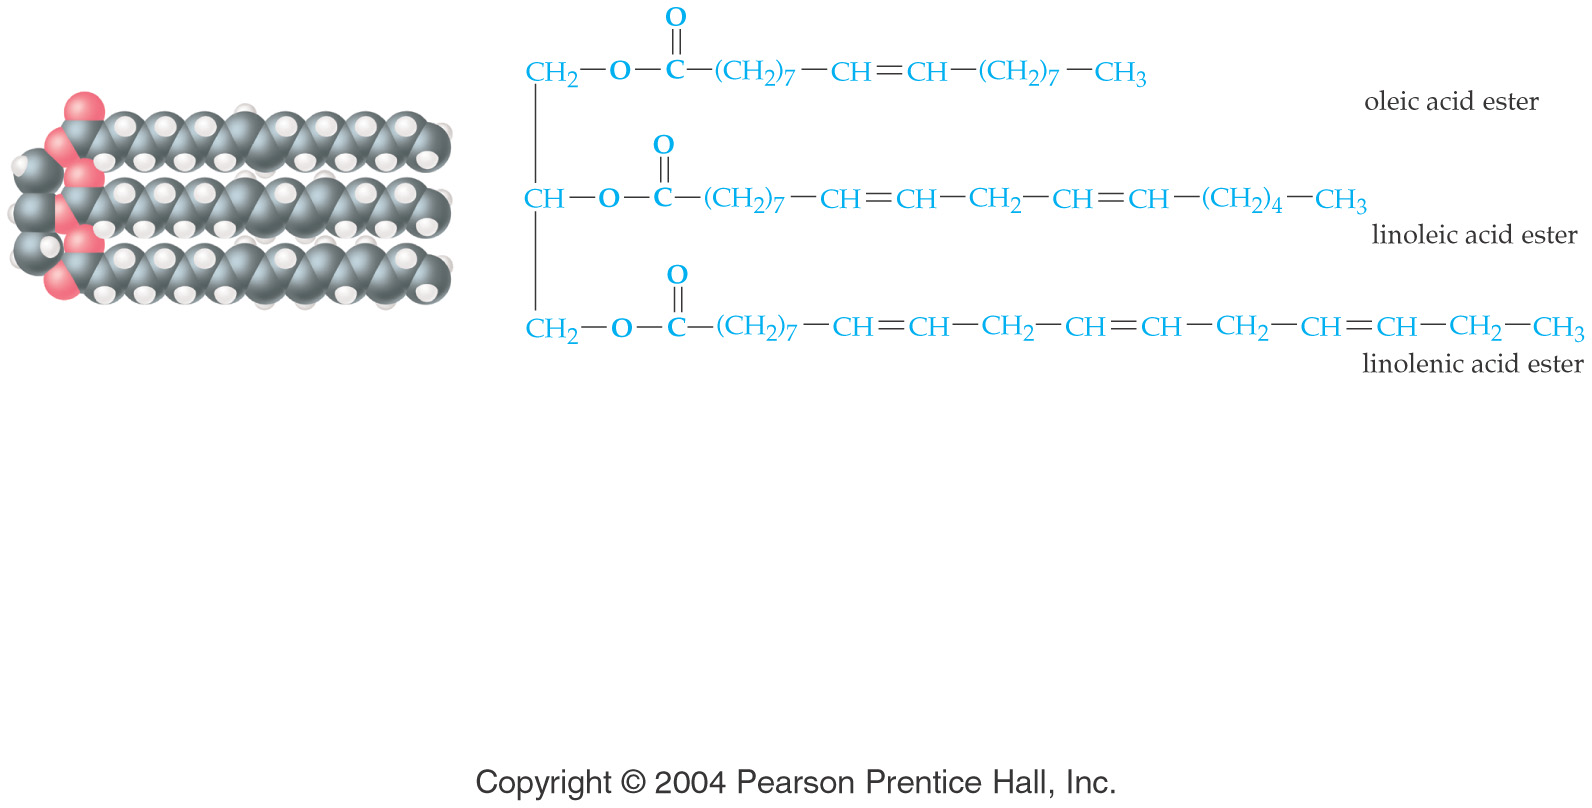 O
CH₂—O—C—(CH₂)₇—CH=CH—(CH₂)₇—CH₃
oleic acid ester
O
CH—O—C—(CH₂)₇—CH=CH—CH₂—CH=CH—(CH₂)₄—CH₃
linoleic acid ester
O
CH₂—O—C—(CH₂)₇—CH=CH—CH₂—CH=CH—CH₂—CH=CH—CH₂—CH₃
linolenic acid ester
Copyright © 2004 Pearson Prentice Hall, Inc.